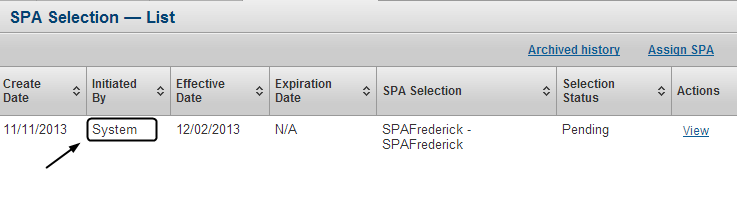 SPA Selection — List
Archived history Assign SPA
Create Date Initiated By Effective Date Expiration Date SPA Selection Selection Status Actions
11/11/2013 System 12/02/2013 N/A SPAFrederick - Pending View
SPAFrederick